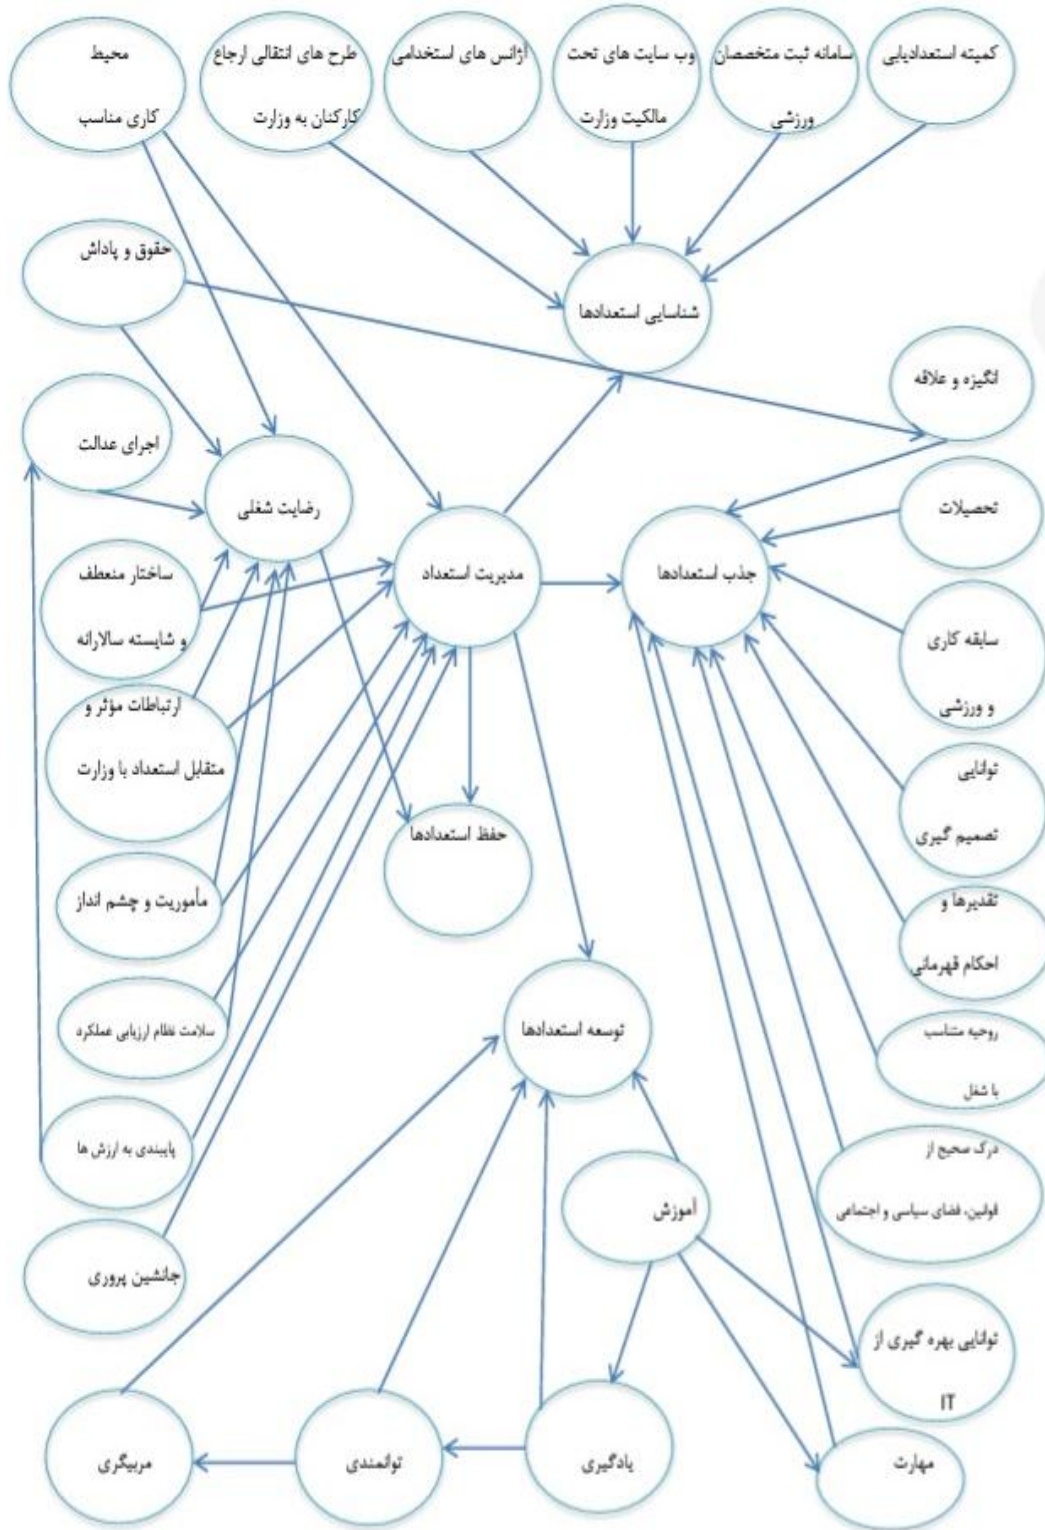 کمیته استعدادیابی
سامانه ثبت متخصصان
ورزشی
وب سایت های تحت
مالکیت وزارت
آژانس های استخدامی
طرح های انتقالی ارجاع
کارکنان به وزارت
محیط
کاری مناسب
حقوق و پاداش
شناسایی استعدادها
انگیزه و علاقه
اجرای عدالت
رضایت شغلی
تحصیلات
مدیریت استعداد
جذب استعدادها
ساختار منعطف
و شایسته سالارانه
سابقه کاری
و ورزشی
ارتباطات مؤثر و
متقابل استعداد با وزارت
توانایی
تصمیم گیری
حفظ استعدادها
مأموریت و چشم انداز
تقدیرها و
احکام قهرمانی
سلامت نظام ارزیابی عملکرد
توسعه استعدادها
روحیه متناسب
با شغل
پایبندی به ارزش ها
درک صحیح از
قوانین، فضای سیاسی و اجتماعی
آموزش
جانشین پروری
توانایی بهره گیری از
IT
مهارت
یادگیری
توانمندی
مربیگری